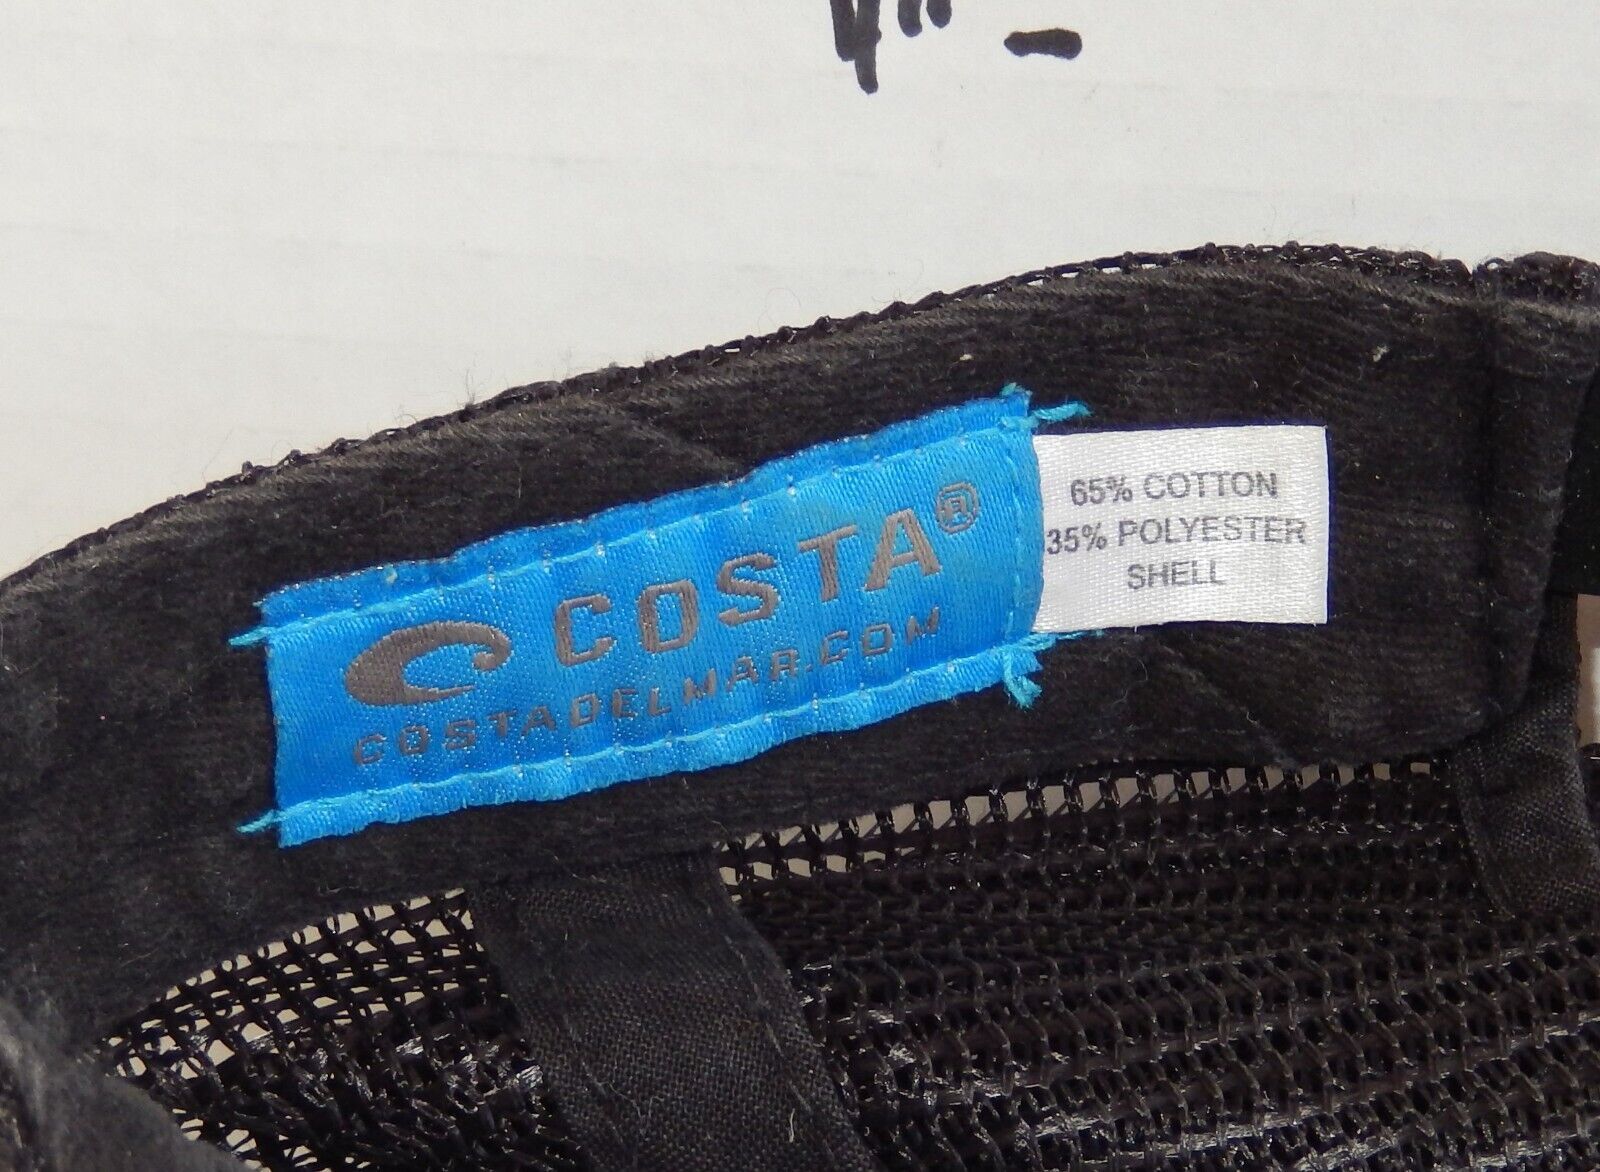 COSTA®
COSTADELMAR.COM
65% COTTON
35% POLYESTER
SHELL